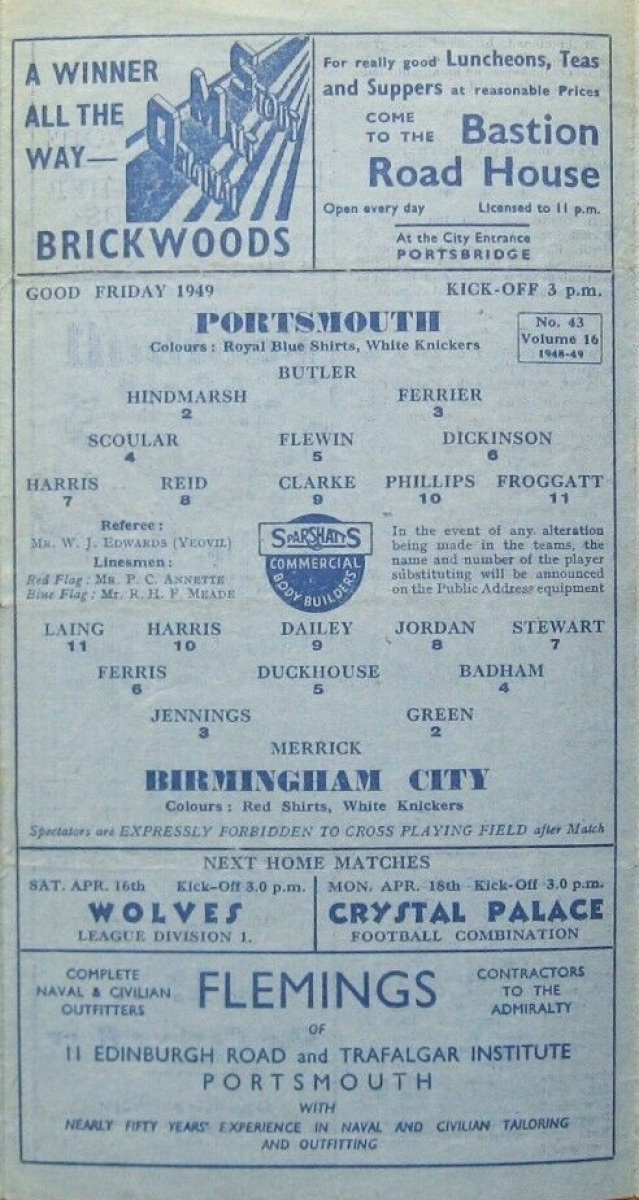 A WINNER
ALL THE
WAY—
ORIGINAL
MILK
STOUT
BRICKWOODS
For really good Luncheons, Teas
and Suppers at reasonable Prices
COME
TO THE Bastion
Road House
Open every day Licensed to 11 p.m.
At the City Entrance
PORTSBRIDGE
GOOD FRIDAY 1949 KICK-OFF 3 p.m.
PORTSMOUTH
Colours : Royal Blue Shirts, White Knickers
No. 43
Volume 16
1948-49
BUTLER
HINDMARSH FERRIER
2 3
SCOULAR FLEWIN DICKINSON
4 5 6
HARRIS REID CLARKE PHILLIPS FROGGATT
7 8 9 10 11
Referee :
Mr. W. J. Edwards (Yeovil)
Linesmen :
Red Flag : Mr. P. C. Annette
Blue Flag : Mr. R. H. F. Meade
SPARSHATTS
COMMERCIAL
BODY BUILDERS
In the event of any alteration
being made in the teams, the
name and number of the player
substituting will be announced
on the Public Address equipment
LAING HARRIS DAILEY JORDAN STEWART
11 10 9 8 7
FERRIS DUCKHOUSE BADHAM
6 5 4
JENNINGS GREEN
3 2
MERRICK
BIRMINGHAM CITY
Colours : Red Shirts, White Knickers
Spectators are EXPRESSLY FORBIDDEN TO CROSS PLAYING FIELD after Match
NEXT HOME MATCHES
SAT. APR. 16th Kick-Off 3.0 p.m.
WOLVES
LEAGUE DIVISION 1.
MON. APR. 18th Kick-Off 3.0 p.m.
CRYSTAL PALACE
FOOTBALL COMBINATION
COMPLETE
NAVAL & CIVILIAN
OUTFITTERS
FLEMINGS
CONTRACTORS
TO THE
ADMIRALTY
OF
11 EDINBURGH ROAD and TRAFALGAR INSTITUTE
PORTSMOUTH
WITH
NEARLY FIFTY YEARS' EXPERIENCE IN NAVAL AND CIVILIAN TAILORING
AND OUTFITTING